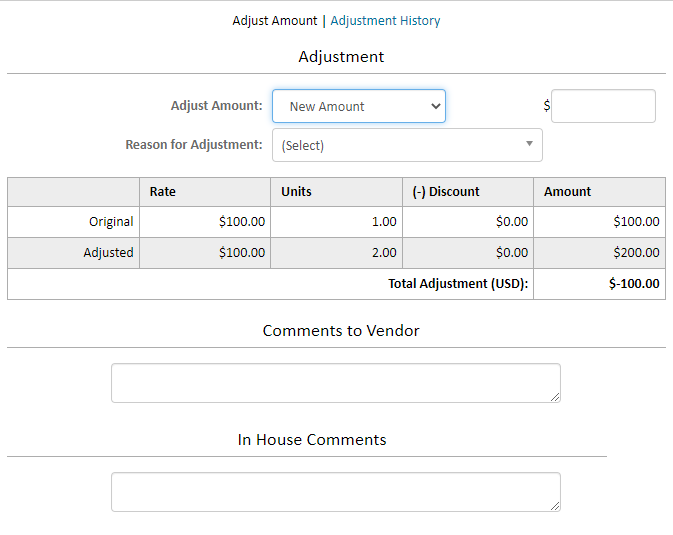 Adjust Amount | Adjustment History
Adjustment
Adjust Amount: New Amount $
Reason for Adjustment: (Select)
Rate Units (-) Discount Amount
Original $100.00 1.00 $0.00 $100.00
Adjusted $100.00 2.00 $0.00 $200.00
Total Adjustment (USD): $-100.00
Comments to Vendor
In House Comments